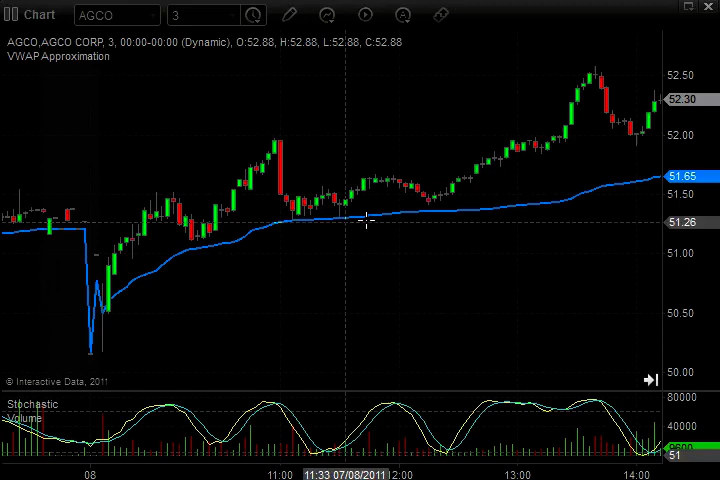 Chart AGCO 3
AGCO,AGCO CORP, 3, 00:00-00:00 (Dynamic), O:52.88, H:52.88, L:52.88, C:52.88
VWAP Approximation
52.50
52.30
52.00
51.65
51.50
51.26
51.00
50.50
50.00
© Interactive Data, 2011
Stochastic
Volume
80000
40000
51
08 11:00 11:33 07/08/2011 12:00 13:00 14:00